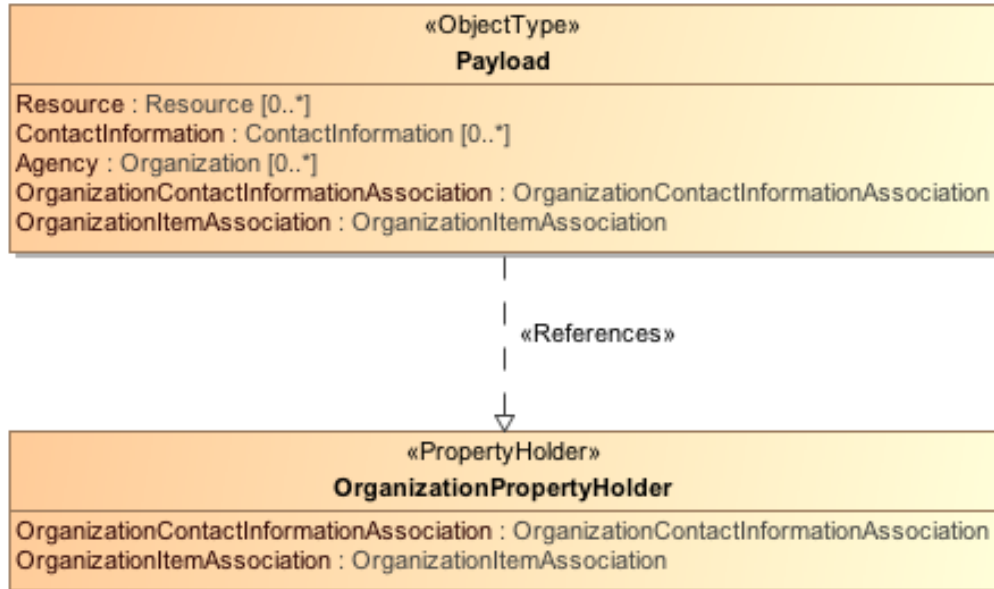 «ObjectType»
Payload
Resource : Resource [0..*]
ContactInformation : ContactInformation [0..*]
Agency : Organization [0..*]
OrganizationContactInformationAssociation : OrganizationContactInformationAssociation
OrganizationItemAssociation : OrganizationItemAssociation
«References»
«PropertyHolder»
OrganizationPropertyHolder
OrganizationContactInformationAssociation : OrganizationContactInformationAssociation
OrganizationItemAssociation : OrganizationItemAssociation